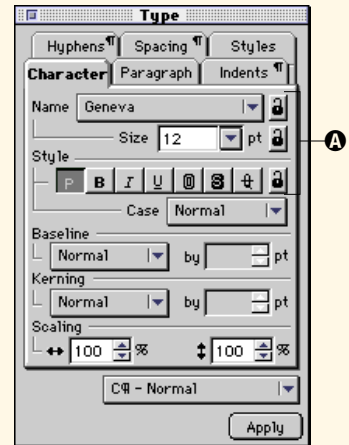 Type
Hyphens¶ Spacing ¶ Styles
Character Paragraph Indents ¶
Name Geneva
Size 12 pt
Style
P B I U O S
Case Normal
Baseline
Normal by pt
Kerning
Normal by pt
Scaling
100 % 100 %
C¶ - Normal
Apply
A